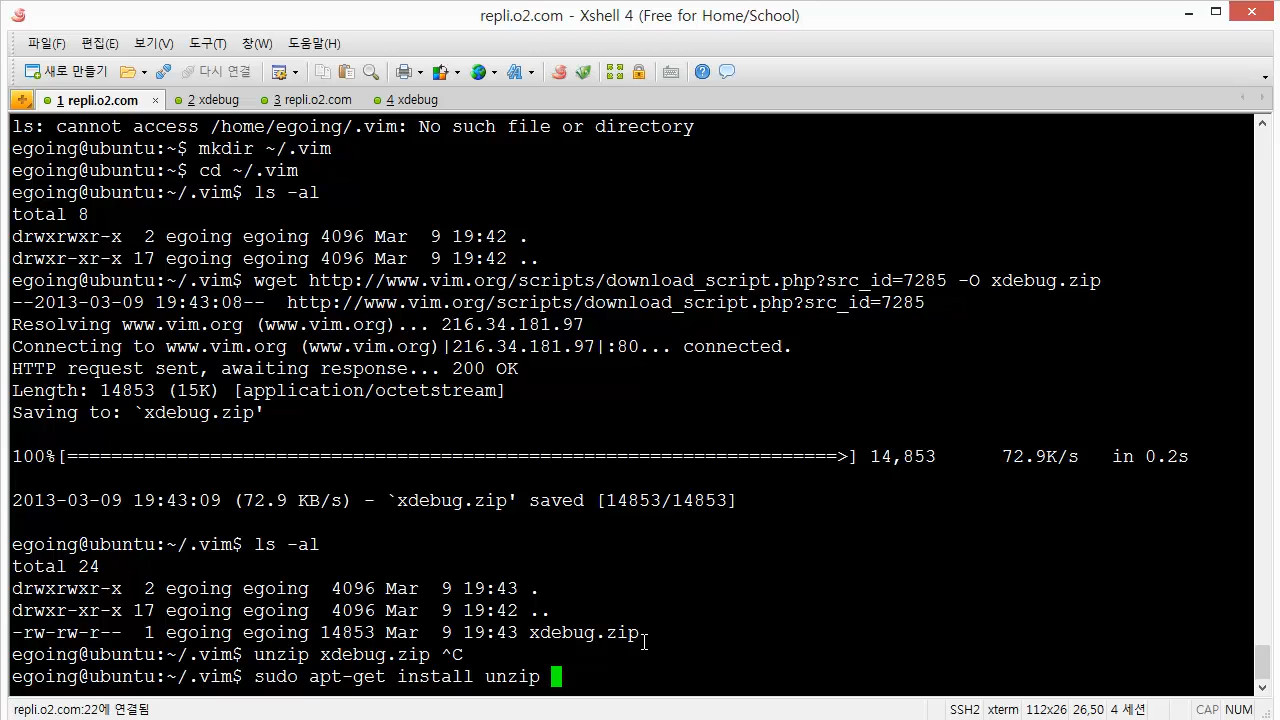 repli.o2.com - Xshell 4 (Free for Home/School)
파일(F) 편집(E) 보기(V) 도구(T) 창(W) 도움말(H)
새로 만들기 다시 연결
1 repli.o2.com × 2 xdebug 3 repli.o2.com 4 xdebug
ls: cannot access /home/egoing/.vim: No such file or directory
egoing@ubuntu:~$ mkdir ~/.vim
egoing@ubuntu:~$ cd ~/.vim
egoing@ubuntu:~/.vim$ ls -al
total 8
drwxrwxr-x  2 egoing egoing 4096 Mar  9 19:42 .
drwxr-xr-x 17 egoing egoing 4096 Mar  9 19:42 ..
egoing@ubuntu:~/.vim$ wget http://www.vim.org/scripts/download_script.php?src_id=7285 -O xdebug.zip
--2013-03-09 19:43:08--  http://www.vim.org/scripts/download_script.php?src_id=7285
Resolving www.vim.org (www.vim.org)... 216.34.181.97
Connecting to www.vim.org (www.vim.org)|216.34.181.97|:80... connected.
HTTP request sent, awaiting response... 200 OK
Length: 14853 (15K) [application/octetstream]
Saving to: `xdebug.zip'
100%[======================================================================>] 14,853      72.9K/s   in 0.2s
2013-03-09 19:43:09 (72.9 KB/s) - `xdebug.zip' saved [14853/14853]
egoing@ubuntu:~/.vim$ ls -al
total 24
drwxrwxr-x  2 egoing egoing  4096 Mar  9 19:43 .
drwxr-xr-x 17 egoing egoing  4096 Mar  9 19:42 ..
-rw-rw-r--  1 egoing egoing 14853 Mar  9 19:43 xdebug.zip
egoing@ubuntu:~/.vim$ unzip xdebug.zip ^C
egoing@ubuntu:~/.vim$ sudo apt-get install unzip
repli.o2.com:22에 연결됨 SSH2 xterm 112x26 26,50 4 세션 CAP NUM